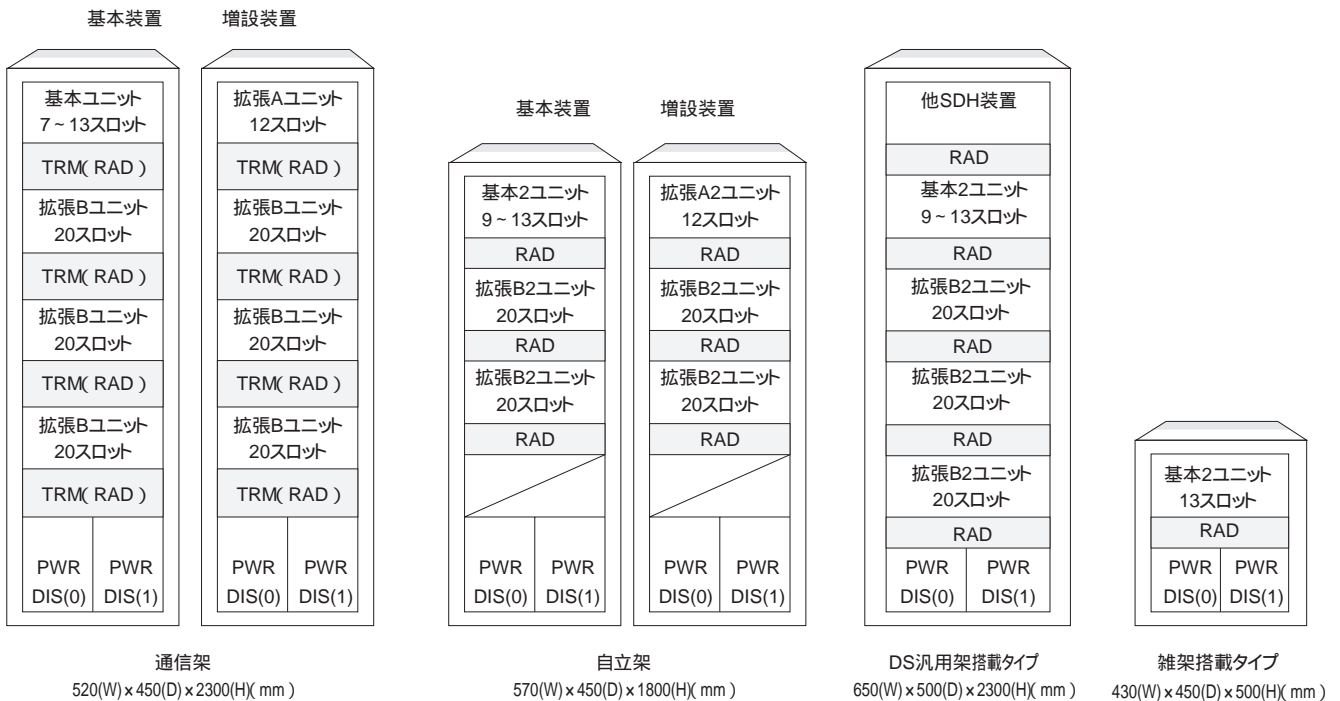 基本装置
増設装置
基本ユニット
7~13スロット
TRM( RAD )
拡張Bユニット
20スロット
TRM( RAD )
拡張Bユニット
20スロット
TRM( RAD )
拡張Bユニット
20スロット
TRM( RAD )
PWR
DIS(0)
PWR
DIS(1)
拡張Aユニット
12スロット
TRM( RAD )
拡張Bユニット
20スロット
TRM( RAD )
拡張Bユニット
20スロット
TRM( RAD )
拡張Bユニット
20スロット
TRM( RAD )
PWR
DIS(0)
PWR
DIS(1)
通信架
520(W)×450(D)×2300(H)( mm )
基本装置
増設装置
基本2ユニット
9~13スロット
RAD
拡張B2ユニット
20スロット
RAD
拡張B2ユニット
20スロット
RAD
PWR
DIS(0)
PWR
DIS(1)
拡張A2ユニット
12スロット
RAD
拡張B2ユニット
20スロット
RAD
拡張B2ユニット
20スロット
RAD
PWR
DIS(0)
PWR
DIS(1)
自立架
570(W)×450(D)×1800(H)( mm )
他SDH装置
RAD
基本2ユニット
9~13スロット
RAD
拡張B2ユニット
20スロット
RAD
拡張B2ユニット
20スロット
RAD
拡張B2ユニット
20スロット
RAD
PWR
DIS(0)
PWR
DIS(1)
DS汎用架搭載タイプ
650(W)×500(D)×2300(H)( mm )
基本2ユニット
13スロット
RAD
PWR
DIS(0)
PWR
DIS(1)
雑架搭載タイプ
430(W)×450(D)×500(H)( mm )